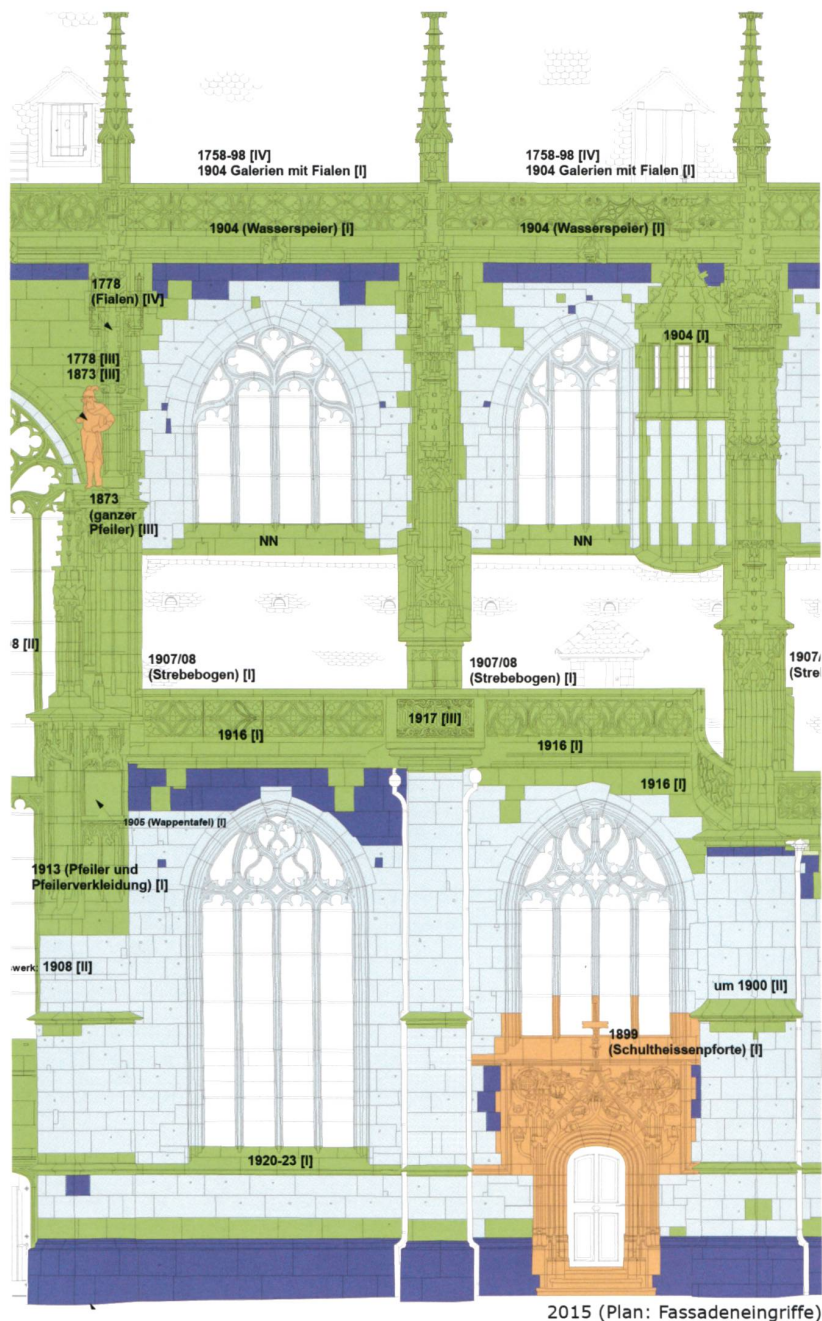 1758-98 [IV]
1904 Galerien mit Fialen [I]
1758-98 [IV]
1904 Galerien mit Fialen [I]
1904 (Wasserspeier) [I]
1904 (Wasserspeier) [I]
1778
(Fialen) [IV]
1904 [I]
1778 [III]
1873 [III]
1873
(ganzer
Pfeiler) [III]
NN
NN
8 [II]
1907/08
(Strebebogen) [I]
1907/08
(Strebebogen) [I]
1907/
(Stre
1916 [I]
1917 [III]
1916 [I]
1916 [I]
1905 (Wappentafel) [I]
1913 (Pfeiler und
Pfeilerverkleidung) [I]
swerk: 1908 [II]
um 1900 [II]
1899
(Schultheissenpforte) [I]
1920-23 [I]
2015 (Plan: Fassadeneingriffe)